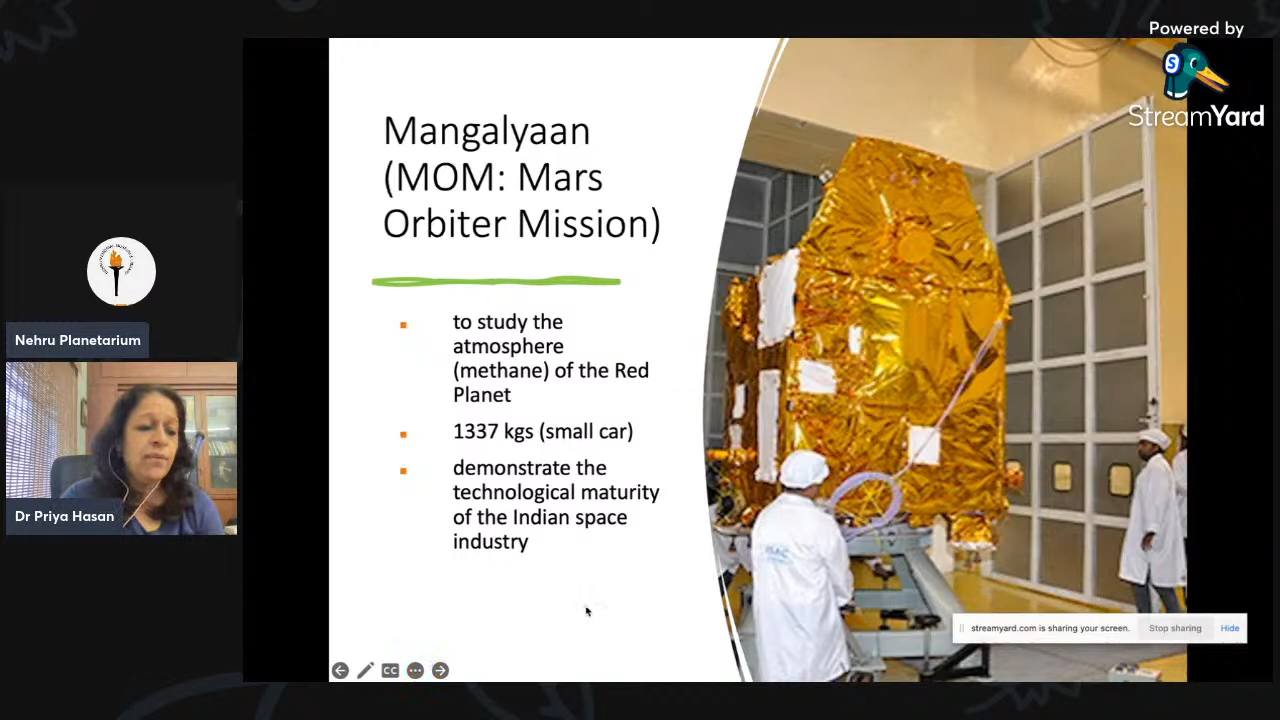 Powered by
StreamYard
Mangalyaan
(MOM: Mars
Orbiter Mission)
to study the
atmosphere
(methane) of the Red
Planet
1337 kgs (small car)
demonstrate the
technological maturity
of the Indian space
industry
Nehru Planetarium
Dr Priya Hasan
streamyard.com is sharing your screen.
Stop sharing
Hide
CC